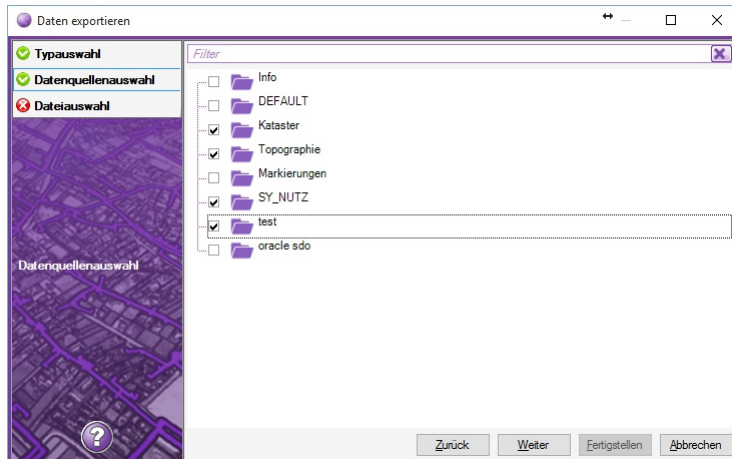 Daten exportieren
Typauswahl
Datenquellenauswahl
Dateiauswahl
Datenquellenauswahl
Filter
Info
DEFAULT
Kataster
Topographie
Markierungen
SY_NUTZ
test
oracle sdo
?
Zurück
Weiter
Fertigstellen
Abbrechen